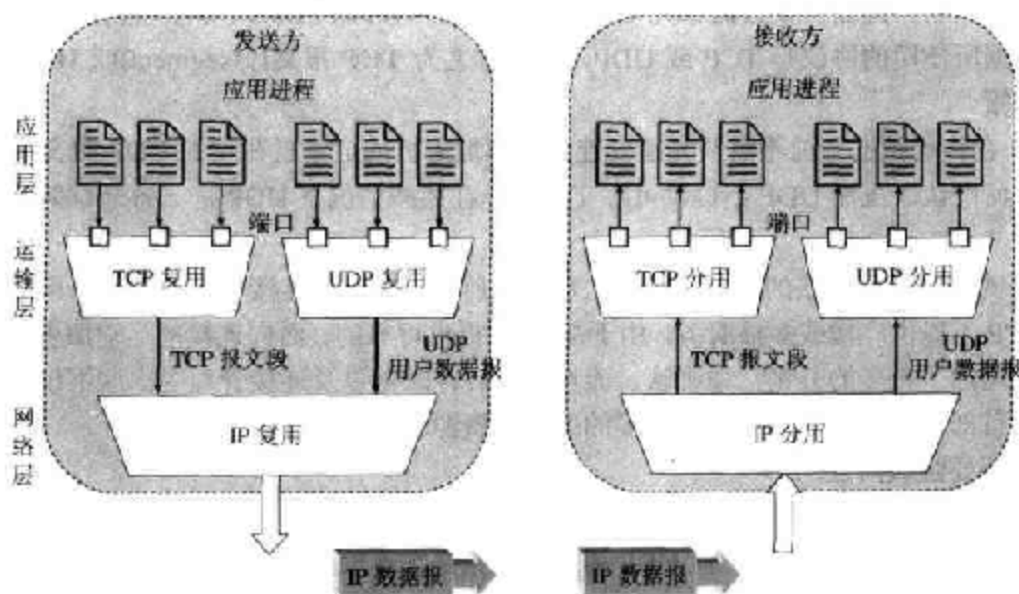 发送方
应用进程
应用层
端口
运输层
TCP 复用
UDP 复用
TCP 报文段
UDP
用户数据报
网络层
IP 复用
IP 数据报
接收方
应用进程
端口
TCP 分用
UDP 分用
TCP 报文段
UDP
用户数据报
IP 分用
IP 数据报